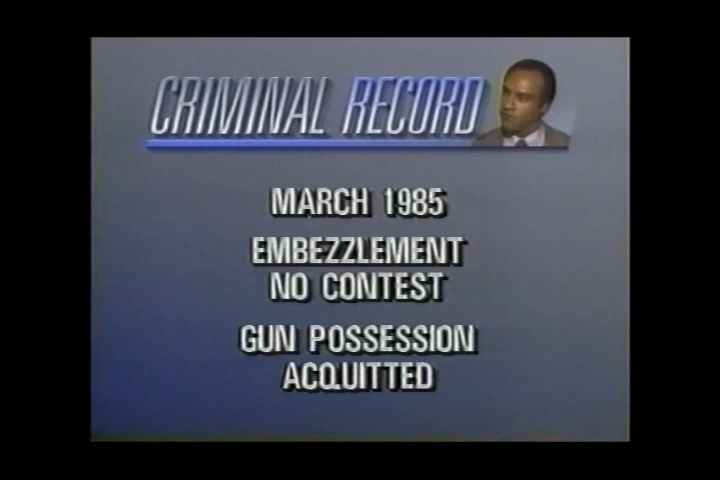 CRIMINAL RECORD
MARCH 1985
EMBEZZLEMENT
NO CONTEST
GUN POSSESSION
ACQUITTED